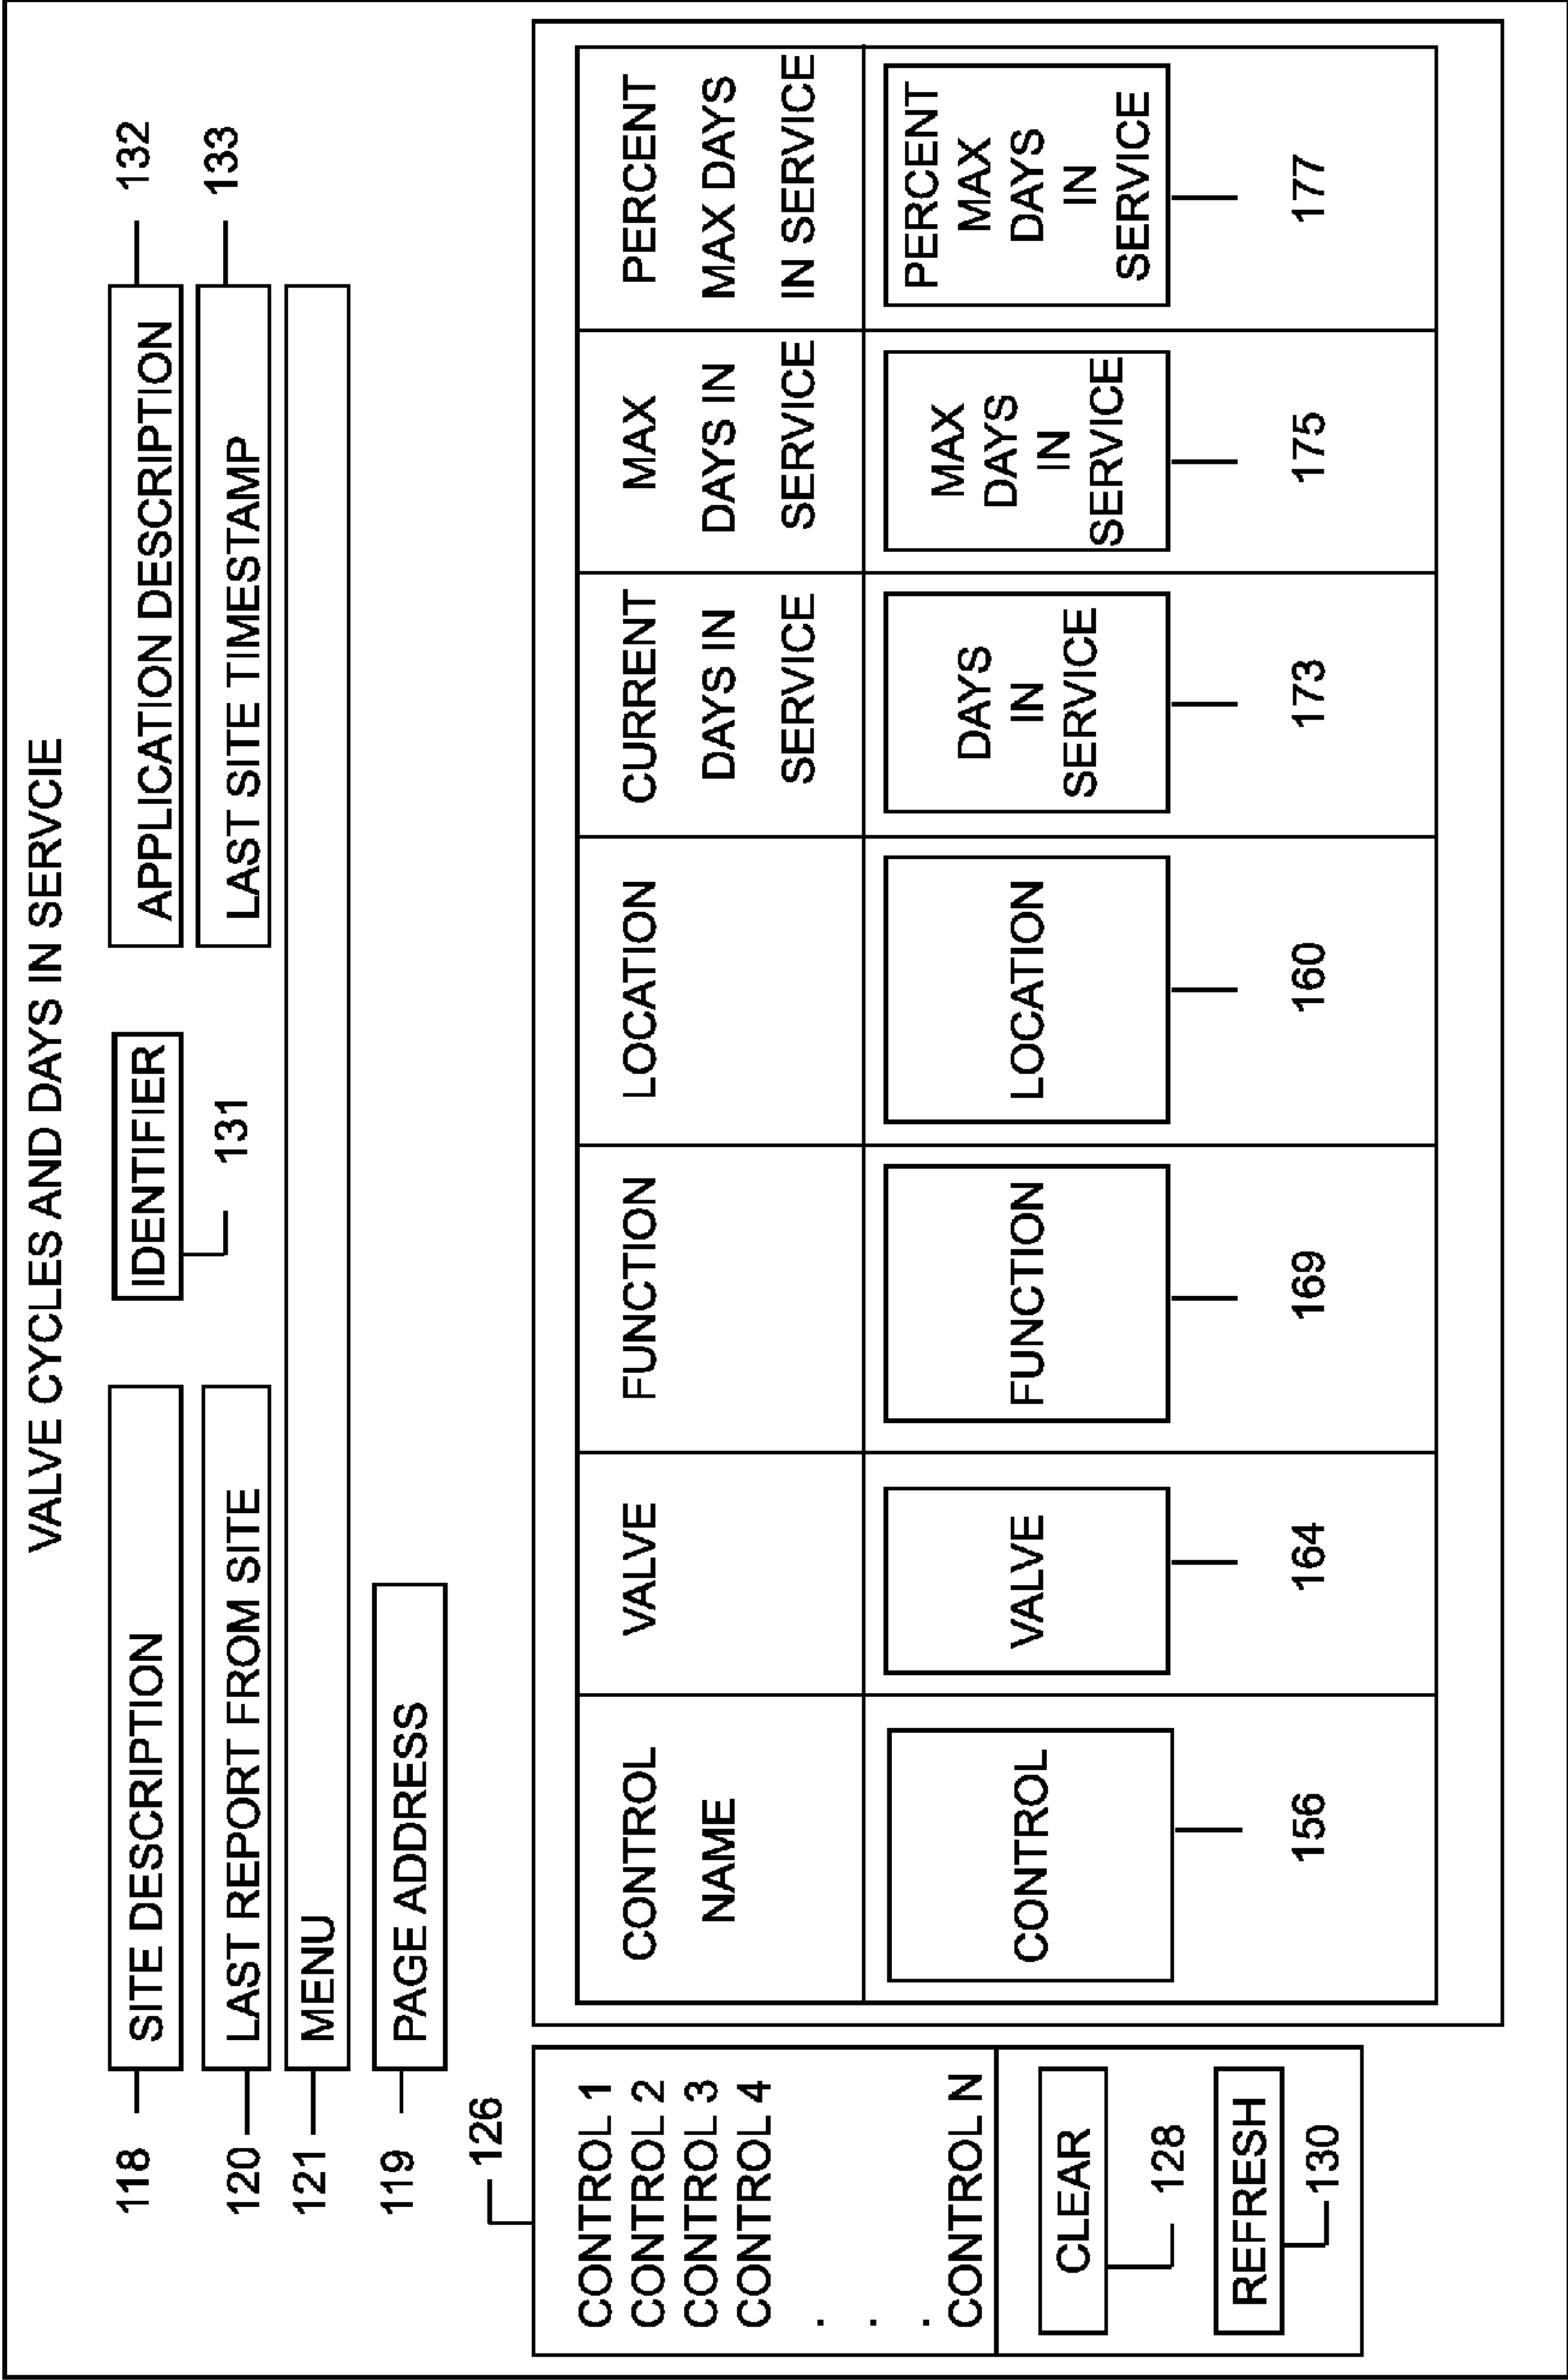 VALVE CYCLES AND DAYS IN SERVCIE
118
SITE DESCRIPTION
IDENTIFIER
131
APPLICATION DESCRIPTION
132
120
LAST REPORT FROM SITE
LAST SITE TIMESTAMP
133
121
MENU
119
PAGE ADDRESS
126
CONTROL 1
CONTROL 2
CONTROL 3
CONTROL 4
.
.
.
CONTROL N
CLEAR
128
REFRESH
130
CONTROL
NAME
VALVE
FUNCTION
LOCATION
CURRENT
DAYS IN
SERVICE
MAX
DAYS IN
SERVICE
PERCENT
MAX DAYS
IN SERVICE
CONTROL
VALVE
FUNCTION
LOCATION
DAYS
IN
SERVICE
MAX
DAYS
IN
SERVICE
PERCENT
MAX
DAYS
IN
SERVICE
156
164
169
160
173
175
177